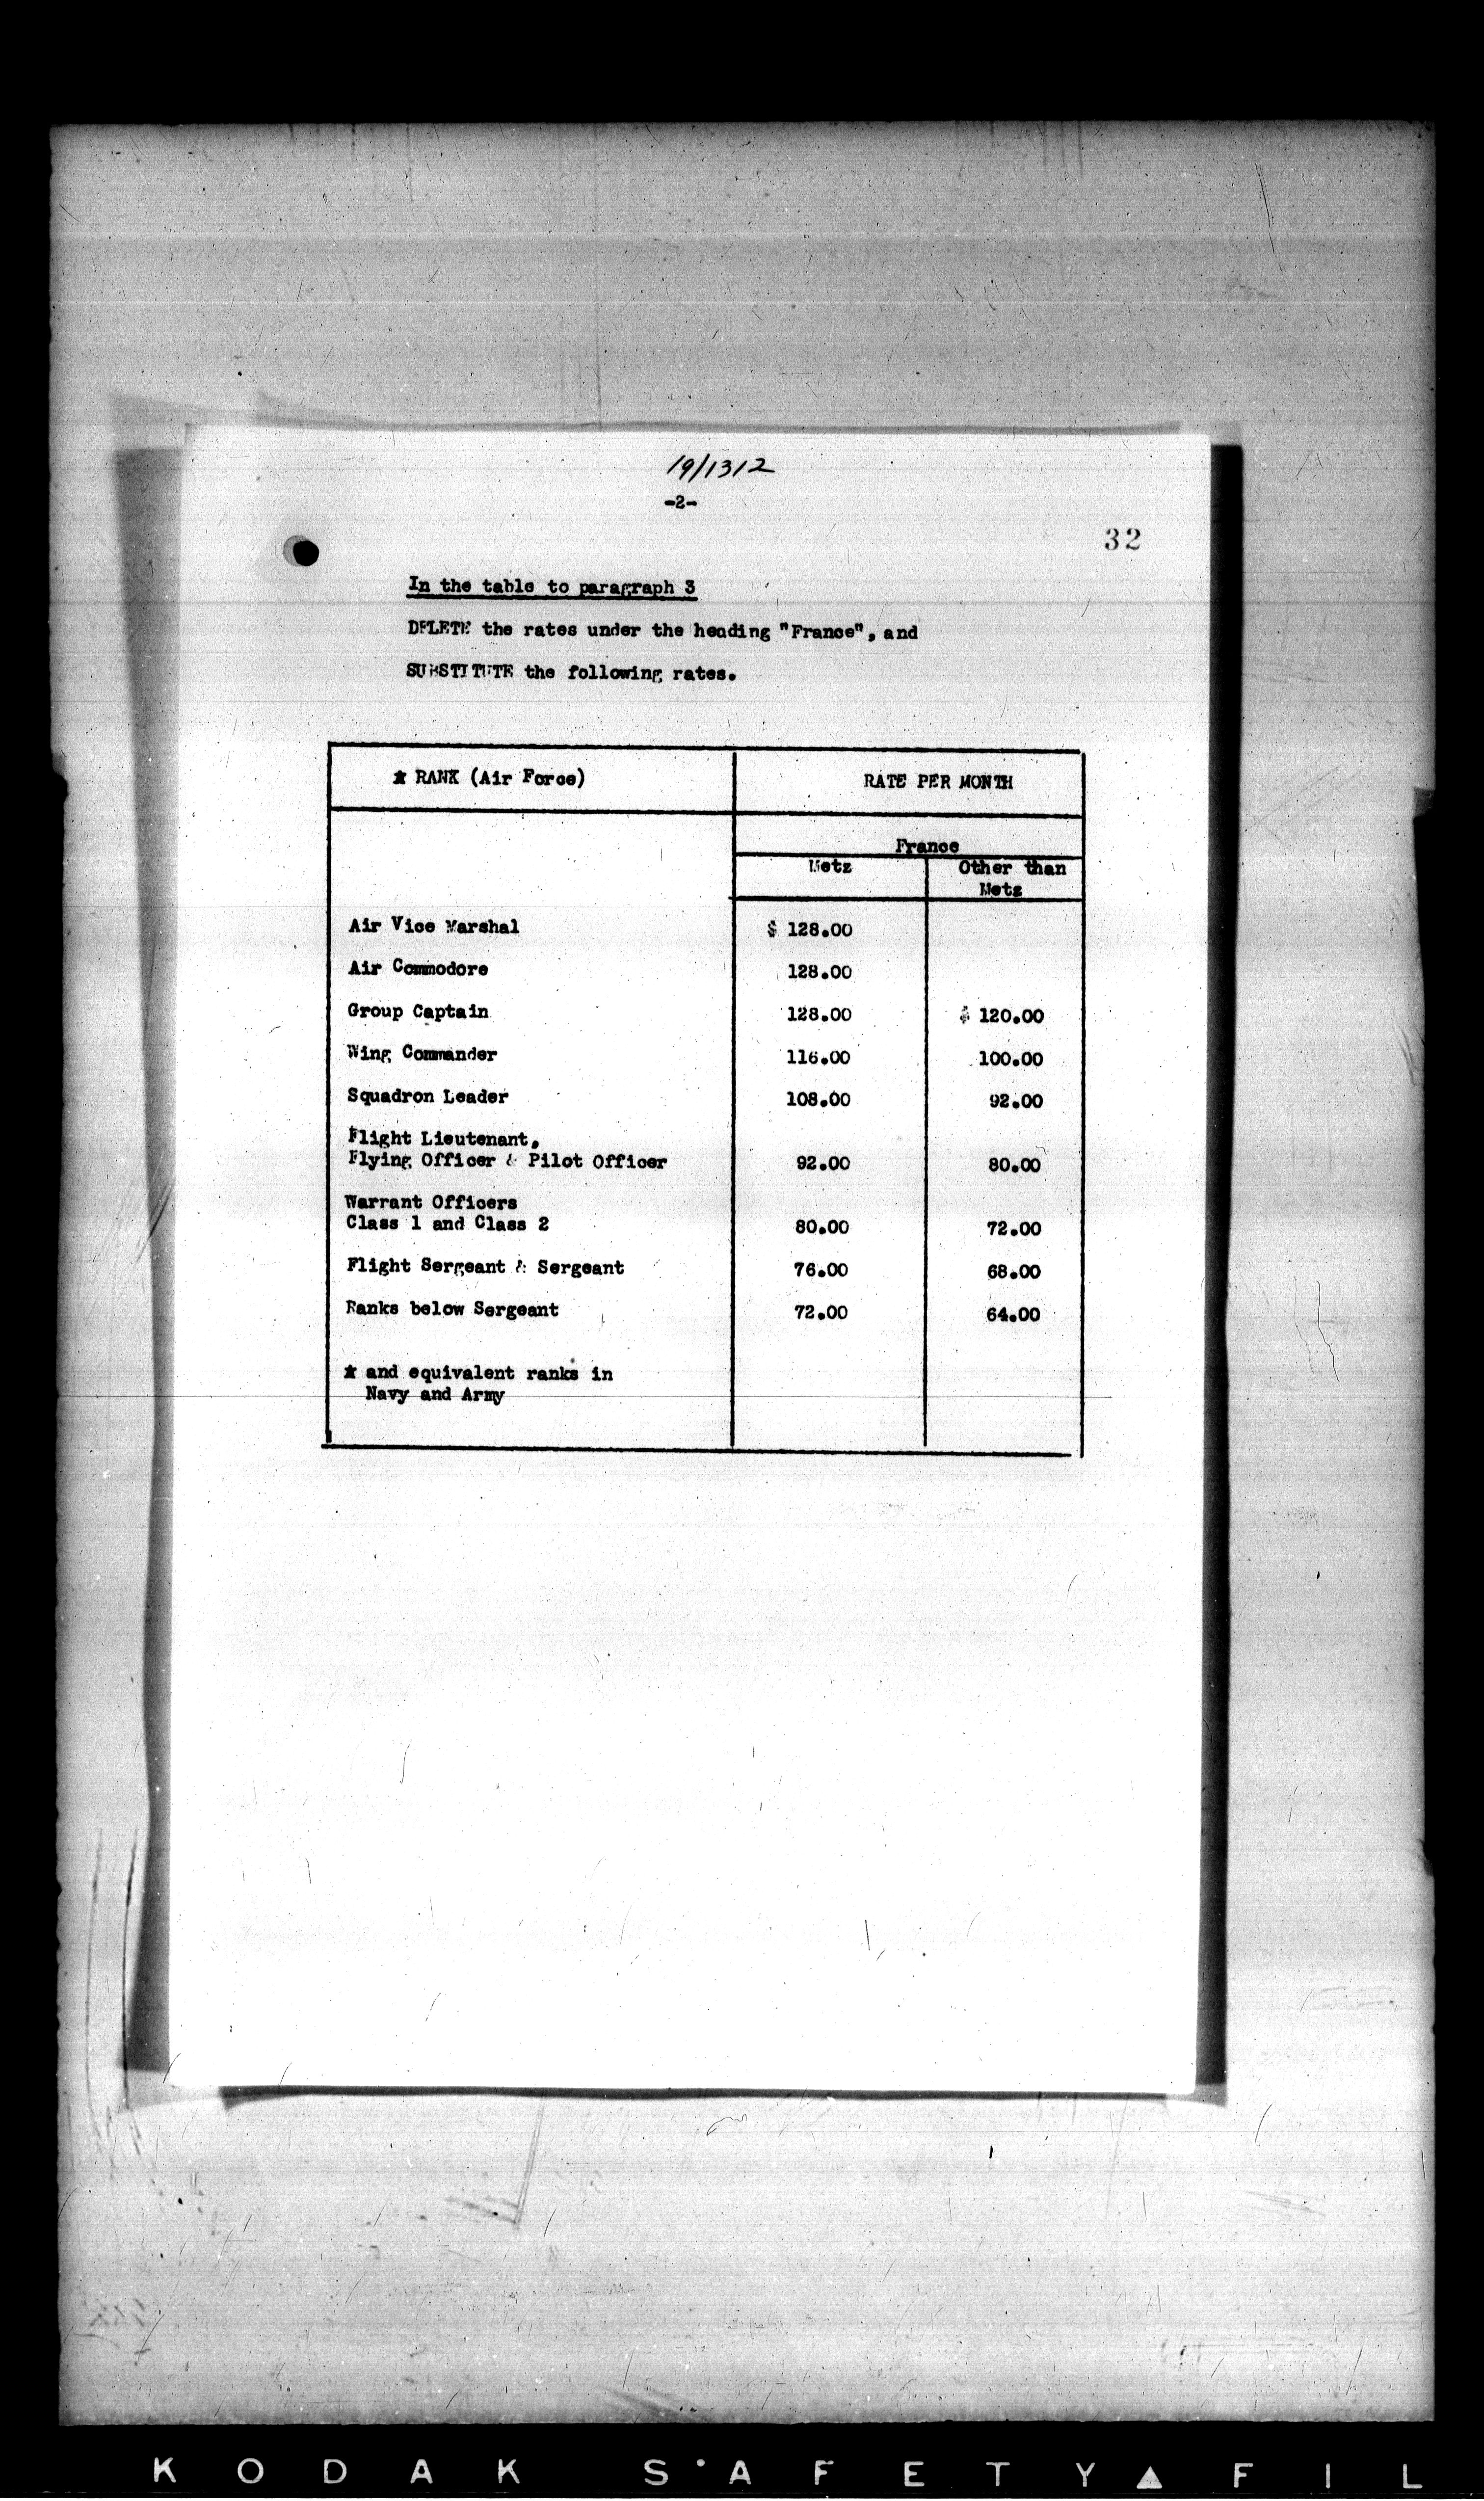 19/1312
-2-
32
In the table to paragraph 3
DELETE the rates under the heading "France", and
SUBSTITUTE the following rates.
* RANK (Air Force) RATE PER MONTH
France
Metz Other than
Metz
Air Vice Marshal $ 128.00
Air Commodore 128.00
Group Captain 128.00 $ 120.00
Wing Commander 116.00 100.00
Squadron Leader 108.00 92.00
Flight Lieutenant,
Flying Officer & Pilot Officer 92.00 80.00
Warrant Officers
Class 1 and Class 2 80.00 72.00
Flight Sergeant & Sergeant 76.00 68.00
Ranks below Sergeant 72.00 64.00
* and equivalent ranks in
Navy and Army
KODAK SAFETY▲FIL